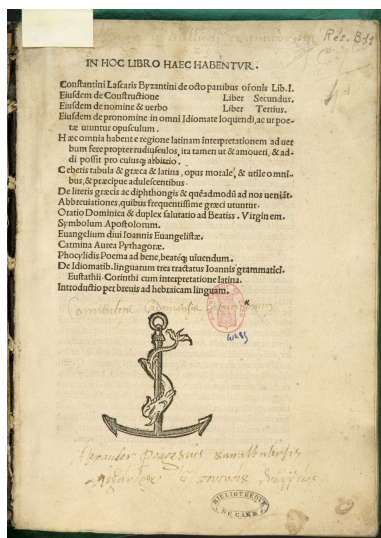 Rés. B
IN HOC LIBRO HAEC HABENTVR.
Constantini Lascaris Byzantini de octo partibus orōnis Lib. I.
Eiusdem de Constructione Liber Secundus.
Eiusdem de nomine & uerbo Liber Tertius.
Eiusdem de pronomine in omni Idiomate loquendi, ac ut poe-
tæ utuntur opusculum.
Hæc omnia habent e regione latinam interpretationem ad uer
bum fere propter rudiusculos, ita tamen ut & amoueri, & ad-
di possit pro cuiusq; arbitrio.
Cebetis tabula & græca & latina, opus morale, & utile omni-
bus, & præcipue adulescentibus.
De literis græcis ac diphthongis & quēadmodū ad nos ueniāt.
Abbreuiationes, quibus frequentissime græci utuntur.
Oratio Dominica & duplex salutatio ad Beatiss. Virginem.
Symbolum Apostolorum.
Euangelium diui Ioannis Euangelistæ.
Carmina Aurea Pythagoræ.
Phocylidis Poema ad bene, beateq; uiuendum.
De Idiomatib. linguarum tres tractatus Ioannis grammatici.
Eustathii. Corinthi cum interpretatione latina.
Introductio per breuis ad hebraicam linguam.
BIBLIOTHÈQUE
DE CAEN